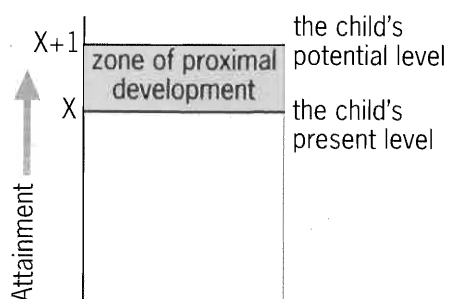 X+1
the child's
potential level
zone of proximal
development
X
the child's
present level
Attainment